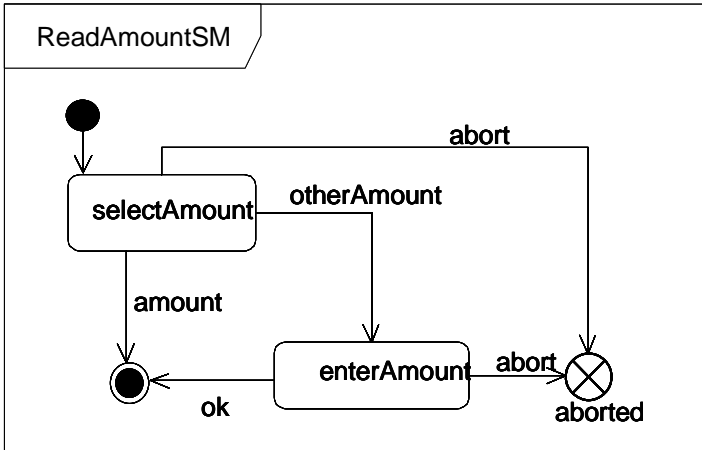 ReadAmountSM
abort
selectAmount
otherAmount
amount
enterAmount
abort
ok
aborted